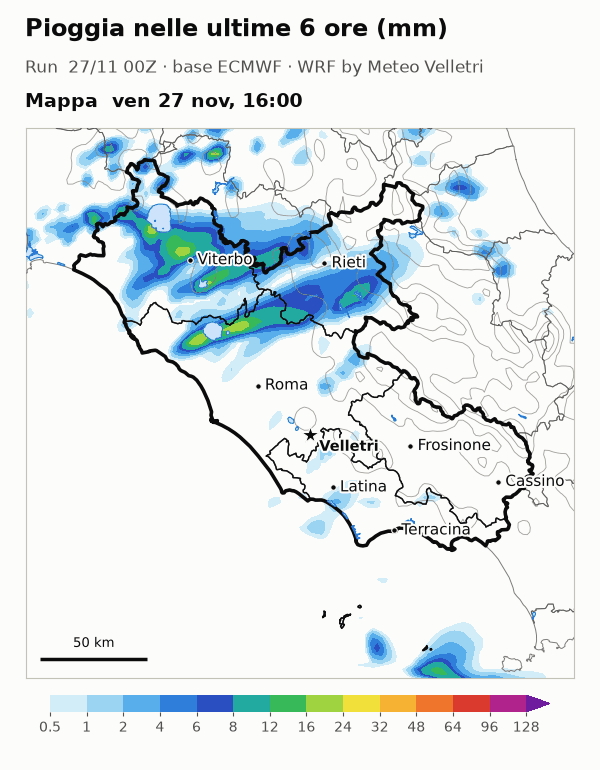 Pioggia nelle ultime 6 ore (mm)
Run  27/11 00Z · base ECMWF · WRF by Meteo Velletri
Mappa  ven 27 nov, 16:00
Viterbo
Rieti
Roma
Velletri
Frosinone
Latina
Cassino
Terracina
50 km
0.5 1 2 4 6 8 12 16 24 32 48 64 96 128